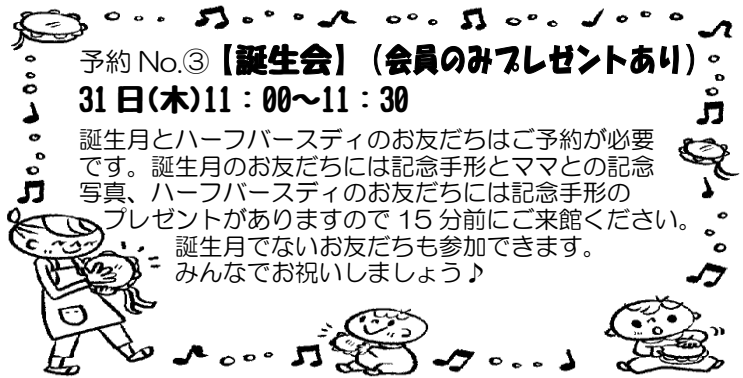 予約 No.③【誕生会】（会員のみプレゼントあり）
31日(木)11：00～11：30
誕生月とハーフバースディのお友だちはご予約が必要
です。誕生月のお友だちには記念手形とママとの記念
写真、ハーフバースディのお友だちには記念手形の
プレゼントがありますので 15 分前にご来館ください。
誕生月でないお友だちも参加できます。
みんなでお祝いしましょう♪